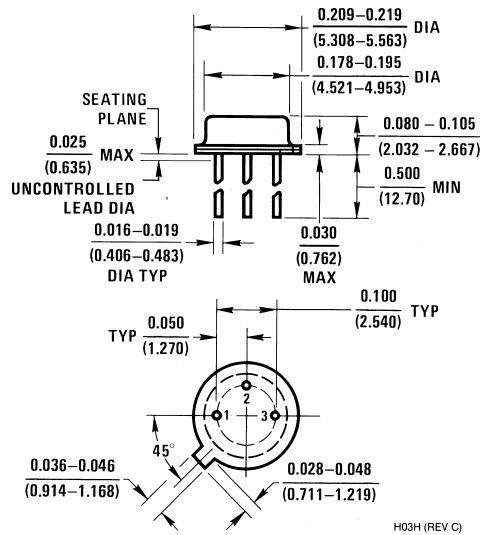 0.209–0.219
(5.308–5.563)
DIA
0.178–0.195
(4.521–4.953)
DIA
SEATING
PLANE
0.025
(0.635)
MAX
0.080 – 0.105
(2.032 – 2.667)
UNCONTROLLED
LEAD DIA
0.500
(12.70)
MIN
0.016–0.019
(0.406–0.483)
DIA TYP
0.030
(0.762)
MAX
0.100
(2.540)
TYP
TYP
0.050
(1.270)
2
1
3
45°
0.036–0.046
(0.914–1.168)
0.028–0.048
(0.711–1.219)
H03H (REV C)